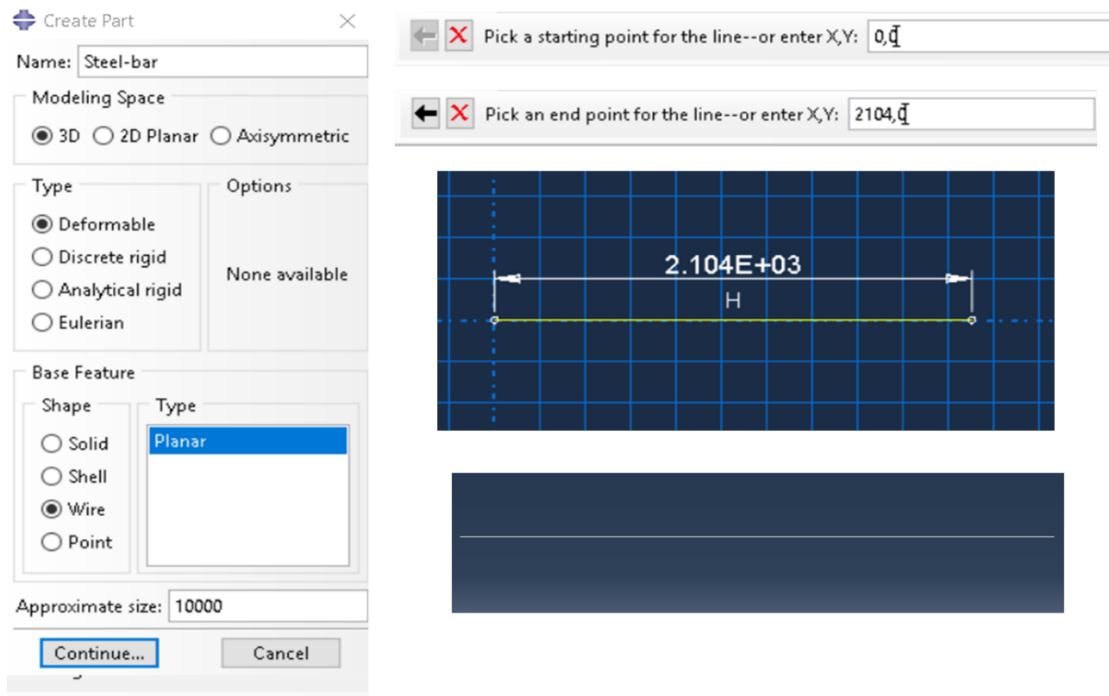 Create Part
Name: Steel-bar
Modeling Space
3D 2D Planar Axisymmetric
Type
Deformable
Discrete rigid
Analytical rigid
Eulerian
Options
None available
Base Feature
Shape
Solid
Shell
Wire
Point
Type
Planar
Approximate size: 10000
Continue... Cancel
Pick a starting point for the line--or enter X,Y: 0,0
Pick an end point for the line--or enter X,Y: 2104,0
2.104E+03
H